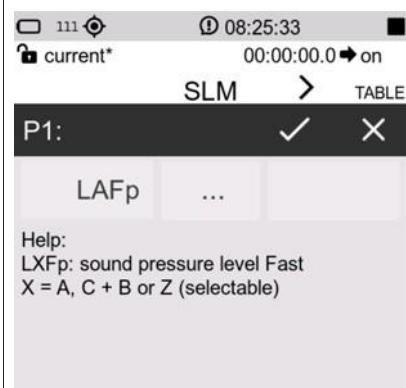 111 08:25:33
current* 00:00:00.0 on
SLM > TABLE
P1:
LAFp ...
Help:
LXFp: sound pressure level Fast
X = A, C + B or Z (selectable)